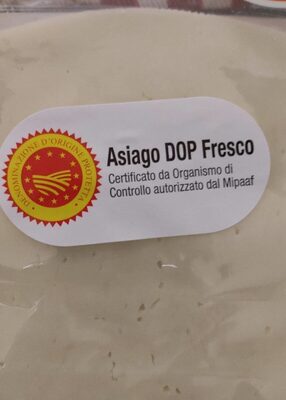 Asiago DOP Fresco
Certificato da Organismo di
Controllo autorizzato dal Mipaaf
DENOMINAZIONE D'ORIGINE PROTETTA